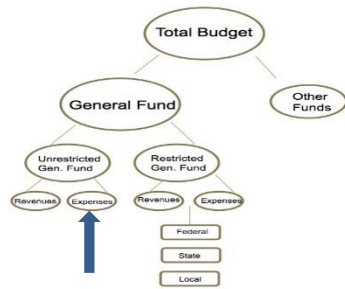 Total Budget
General Fund
Other
Funds
Unrestricted
Gen. Fund
Restricted
Gen. Fund
Revenues
Expenses
Revenues
Expenses
Federal
State
Local